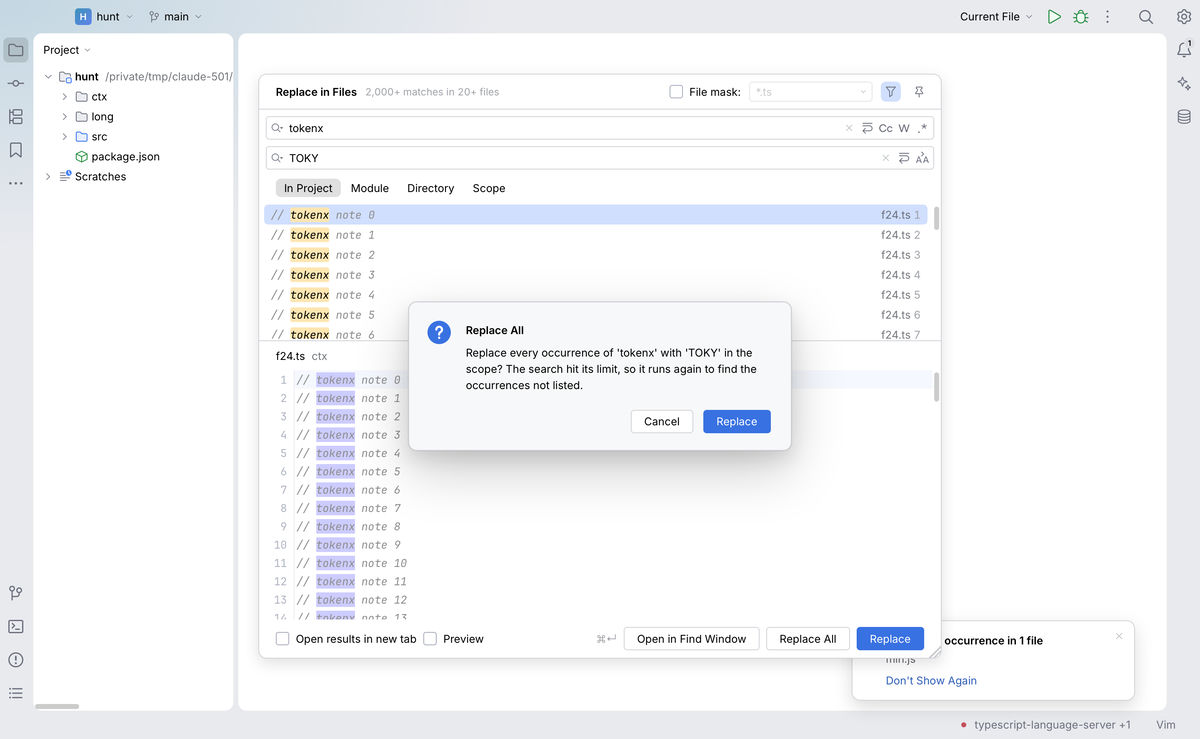 H hunt main Current File
Project
hunt /private/tmp/claude-501/
ctx
long
src
package.json
Scratches
Replace in Files 2,000+ matches in 20+ files File mask: *.ts
tokenx Cc W .*
TOKY
In Project Module Directory Scope
// tokenx note 0 f24.ts 1
// tokenx note 1 f24.ts 2
// tokenx note 2 f24.ts 3
// tokenx note 3 f24.ts 4
// tokenx note 4 f24.ts 5
// tokenx note 5 f24.ts 6
// tokenx note 6 f24.ts 7
f24.ts ctx
1 // tokenx note 0
2 // tokenx note 1
3 // tokenx note 2
4 // tokenx note 3
5 // tokenx note 4
6 // tokenx note 5
7 // tokenx note 6
8 // tokenx note 7
9 // tokenx note 8
10 // tokenx note 9
11 // tokenx note 10
12 // tokenx note 11
13 // tokenx note 12
14 // tokenx note 13
? Replace All
Replace every occurrence of 'tokenx' with 'TOKY' in the
scope? The search hit its limit, so it runs again to find the
occurrences not listed.
Cancel Replace
Open results in new tab Preview ⌘↩ Open in Find Window Replace All Replace
occurrence in 1 file
min.js
Don't Show Again
typescript-language-server +1 Vim
1